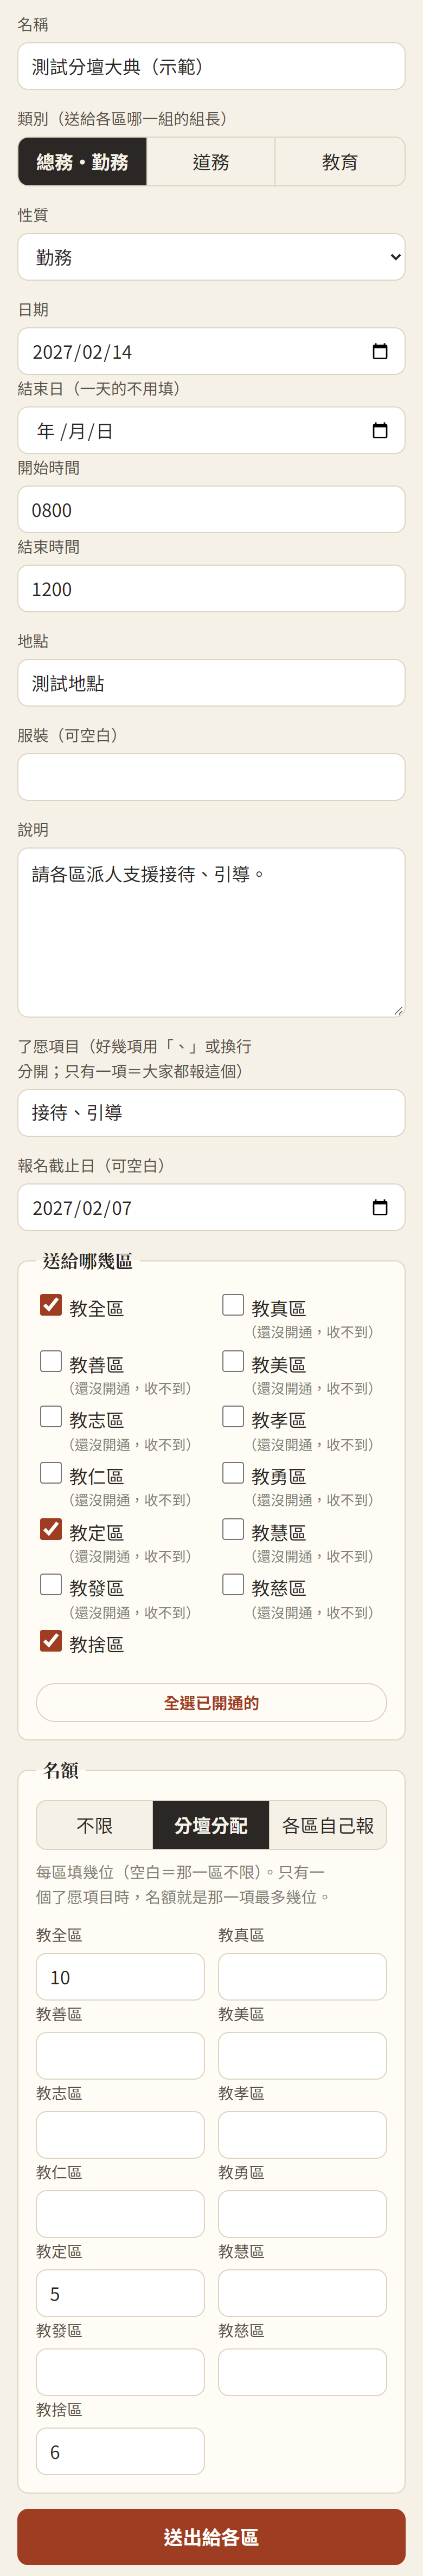 名稱
測試分壇大典（示範）
類別（送給各區哪一組的組長）
總務・勤務 道務 教育
性質
勤務
日期
2027/02/14
結束日（一天的不用填）
年 /月/日
開始時間
0800
結束時間
1200
地點
測試地點
服裝（可空白）
說明
請各區派人支援接待、引導。
了愿項目（好幾項用「、」或換行
分開；只有一項＝大家都報這個）
接待、引導
報名截止日（可空白）
2027/02/07
送給哪幾區
教全區 教真區
（還沒開通，收不到）
教善區 教美區
（還沒開通，收不到） （還沒開通，收不到）
教志區 教孝區
（還沒開通，收不到） （還沒開通，收不到）
教仁區 教勇區
（還沒開通，收不到） （還沒開通，收不到）
教定區 教慧區
（還沒開通，收不到） （還沒開通，收不到）
教發區 教慈區
（還沒開通，收不到） （還沒開通，收不到）
教捨區
全選已開通的
名額
不限 分壇分配 各區自己報
每區填幾位（空白＝那一區不限）。只有一
個了愿項目時，名額就是那一項最多幾位。
教全區 教真區
10
教善區 教美區
教志區 教孝區
教仁區 教勇區
教定區 教慧區
5
教發區 教慈區
教捨區
6
送出給各區